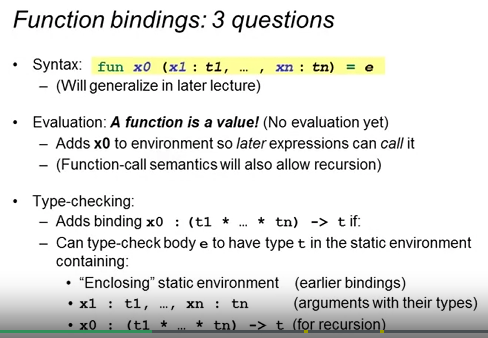 Function bindings: 3 questions
• Syntax: fun x0 (x1 : t1, … , xn : tn) = e
– (Will generalize in later lecture)
• Evaluation: A function is a value! (No evaluation yet)
– Adds x0 to environment so later expressions can call it
– (Function-call semantics will also allow recursion)
• Type-checking:
– Adds binding x0 : (t1 * … * tn) -> t if:
– Can type-check body e to have type t in the static environment
containing:
• “Enclosing” static environment (earlier bindings)
• x1 : t1, …, xn : tn (arguments with their types)
• x0 : (t1 * … * tn) -> t (for recursion)